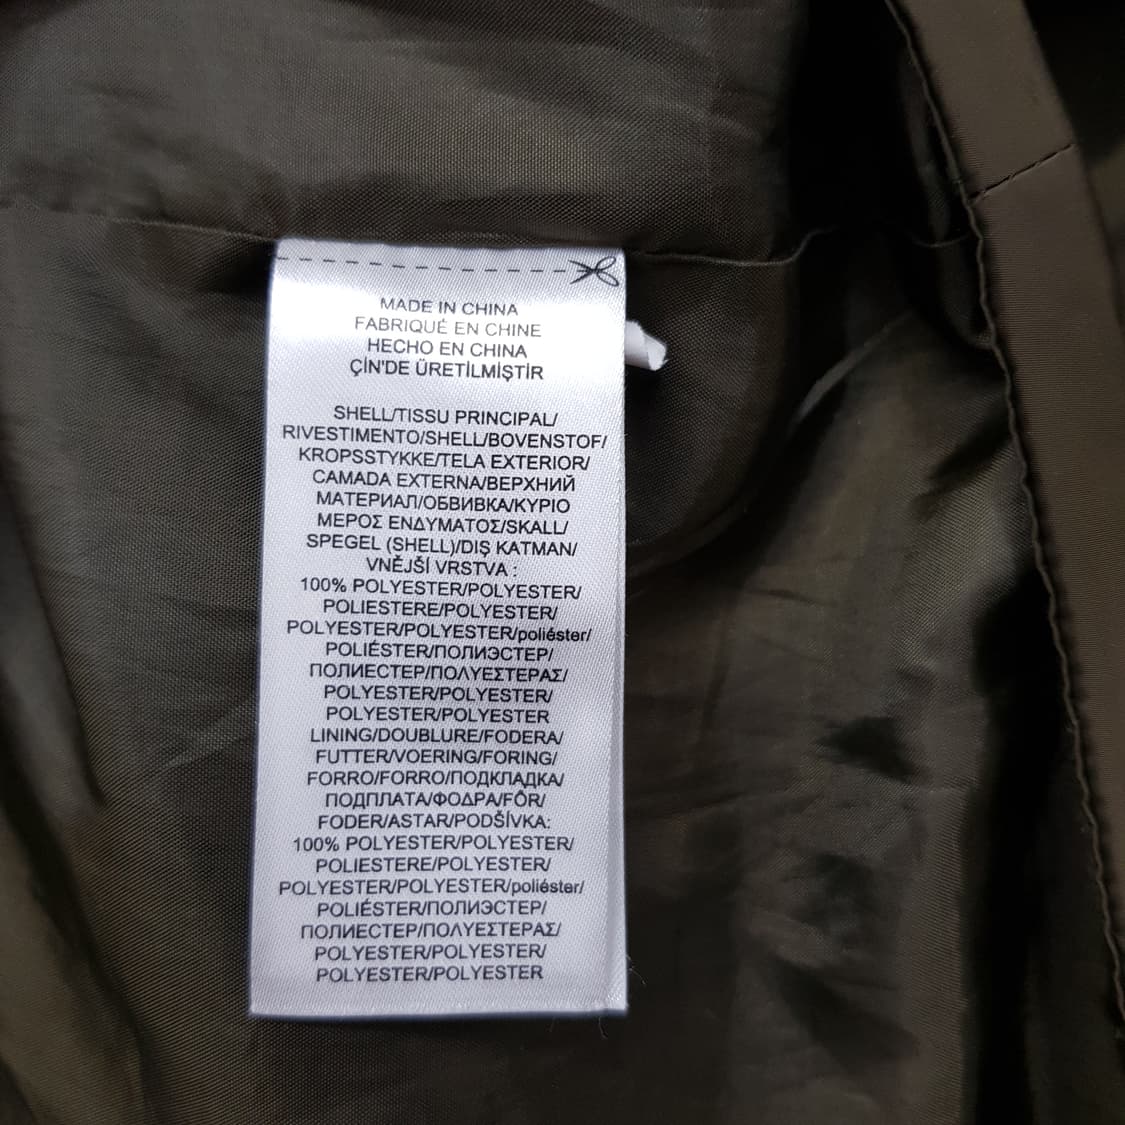 MADE IN CHINA
FABRIQUÉ EN CHINE
HECHO EN CHINA
ÇİN'DE ÜRETİLMİŞTİR
SHELL/TISSU PRINCIPAL/
RIVESTIMENTO/SHELL/BOVENSTOF/
KROPSSTYKKE/TELA EXTERIOR/
CAMADA EXTERNA/ВЕРХНИЙ
МАТЕРИАЛ/ОБВИВКА/ΚΥΡΙΟ
ΜΕΡΟΣ ΕΝΔΥΜΑΤΟΣ/SKALL/
SPEGEL (SHELL)/DIŞ KATMAN/
VNĚJŠÍ VRSTVA :
100% POLYESTER/POLYESTER/
POLIESTERE/POLYESTER/
POLYESTER/POLYESTER/poliéster/
POLIÉSTER/ПОЛИЭСТЕР/
ПОЛИЕСТЕР/ΠΟΛΥΕΣΤΕΡΑΣ/
POLYESTER/POLYESTER/
POLYESTER/POLYESTER
LINING/DOUBLURE/FODERA/
FUTTER/VOERING/FORING/
FORRO/FORRO/ПОДКЛАДКА/
ПОДПЛАТА/ΦΟΔΡΑ/FÔR/
FODER/ASTAR/PODŠÍVKA:
100% POLYESTER/POLYESTER/
POLIESTERE/POLYESTER/
POLYESTER/POLYESTER/poliéster/
POLIÉSTER/ПОЛИЭСТЕР/
ПОЛИЕСТЕР/ΠΟΛΥΕΣΤΕΡΑΣ/
POLYESTER/POLYESTER/
POLYESTER/POLYESTER